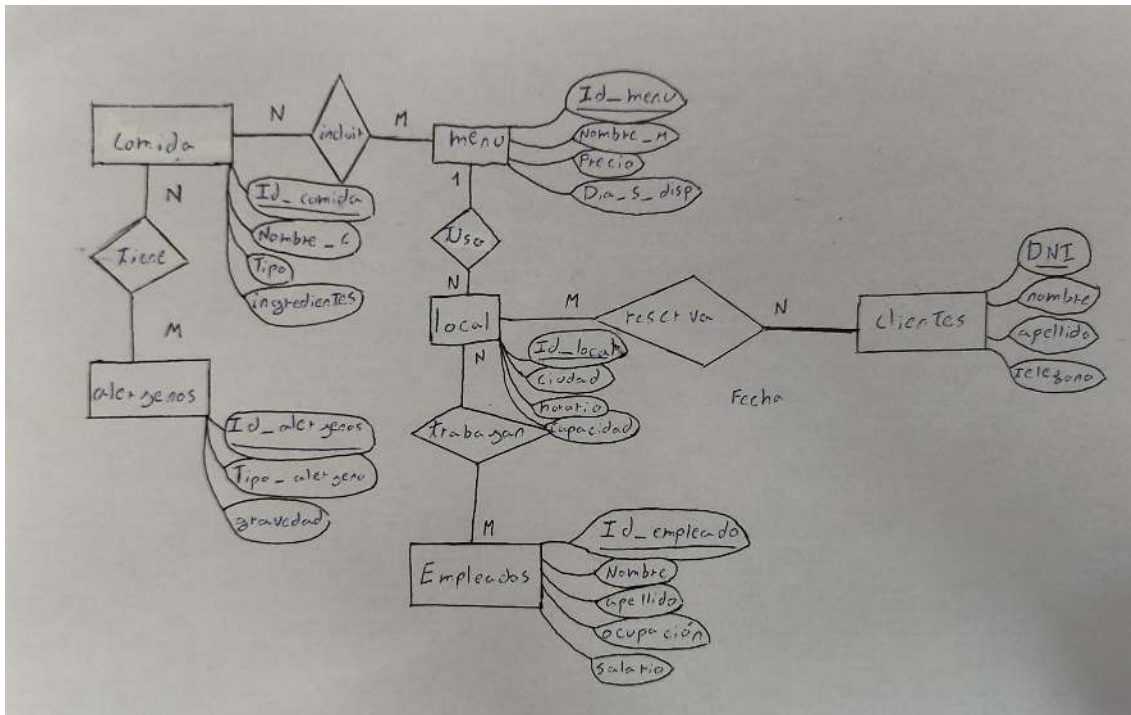 Comida
N
incluir
M
menu
Id_menu
Nombre_M
Precio
Dia_s_disp
Id_comida
Nombre_c
Tipo
ingredientes
N
Tiene
M
alergenos
Id_alergenos
Tipo_alergeno
gravedad
1
Uso
N
local
Id_local
ciudad
horario
capacidad
M
reserva
N
Fecha
clientes
DNI
nombre
apellido
Telefono
N
trabajan
M
Empleados
Id_empleado
Nombre
apellido
ocupación
salario